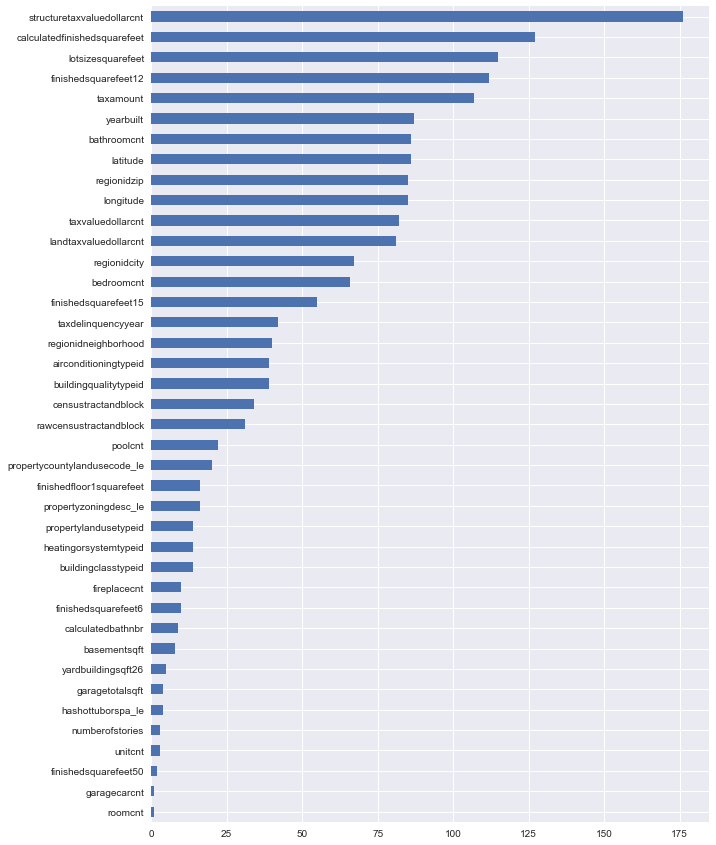 structuretaxvaluedollarcnt
calculatedfinishedsquarefeet
lotsizesquarefeet
finishedsquarefeet12
taxamount
yearbuilt
bathroomcnt
latitude
regionidzip
longitude
taxvaluedollarcnt
landtaxvaluedollarcnt
regionidcity
bedroomcnt
finishedsquarefeet15
taxdelinquencyyear
regionidneighborhood
airconditioningtypeid
buildingqualitytypeid
censustractandblock
rawcensustractandblock
poolcnt
propertycountylandusecode_le
finishedfloor1squarefeet
propertyzoningdesc_le
propertylandusetypeid
heatingorsystemtypeid
buildingclasstypeid
fireplacecnt
finishedsquarefeet6
calculatedbathnbr
basementsqft
yardbuildingsqft26
garagetotalsqft
hashottuborspa_le
numberofstories
unitcnt
finishedsquarefeet50
garagecarcnt
roomcnt
0 25 50 75 100 125 150 175